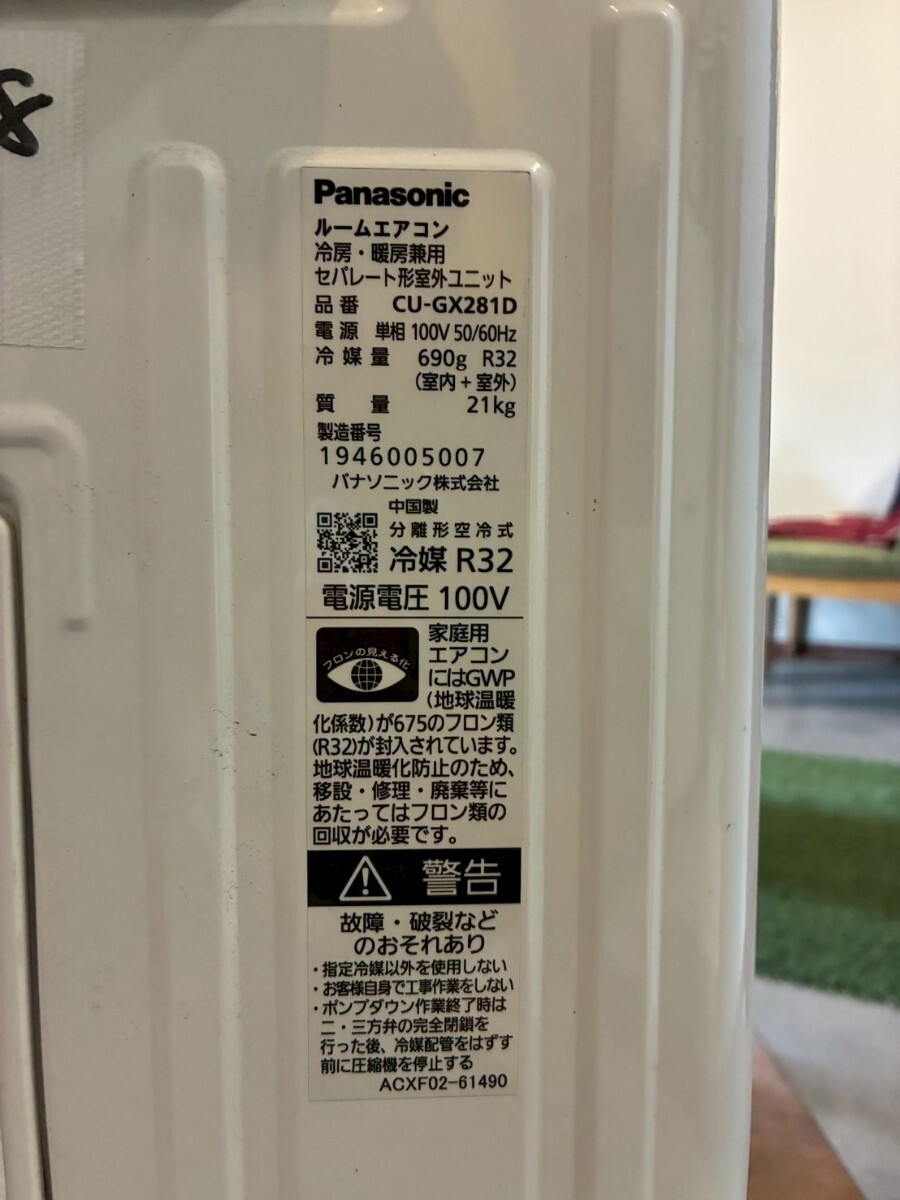 8
Panasonic
ルームエアコン
冷房・暖房兼用
セパレート形室外ユニット
品番 CU-GX281D
電源 単相 100V 50/60Hz
冷媒量 690g R32
(室内+室外)
質量 21kg
製造番号
1946005007
パナソニック株式会社
中国製
分離形空冷式
冷媒 R32
電源電圧 100V
フロンの見える化
家庭用
エアコン
にはGWP
(地球温暖
化係数)が675のフロン類
(R32)が封入されています。
地球温暖化防止のため、
移設・修理・廃棄等に
あたってはフロン類の
回収が必要です。
警告
故障・破裂など
のおそれあり
・指定冷媒以外を使用しない
・お客様自身で工事作業をしない
・ポンプダウン作業終了時は
二・三方弁の完全閉鎖を
行った後、冷媒配管をはずす
前に圧縮機を停止する
ACXF02-61490